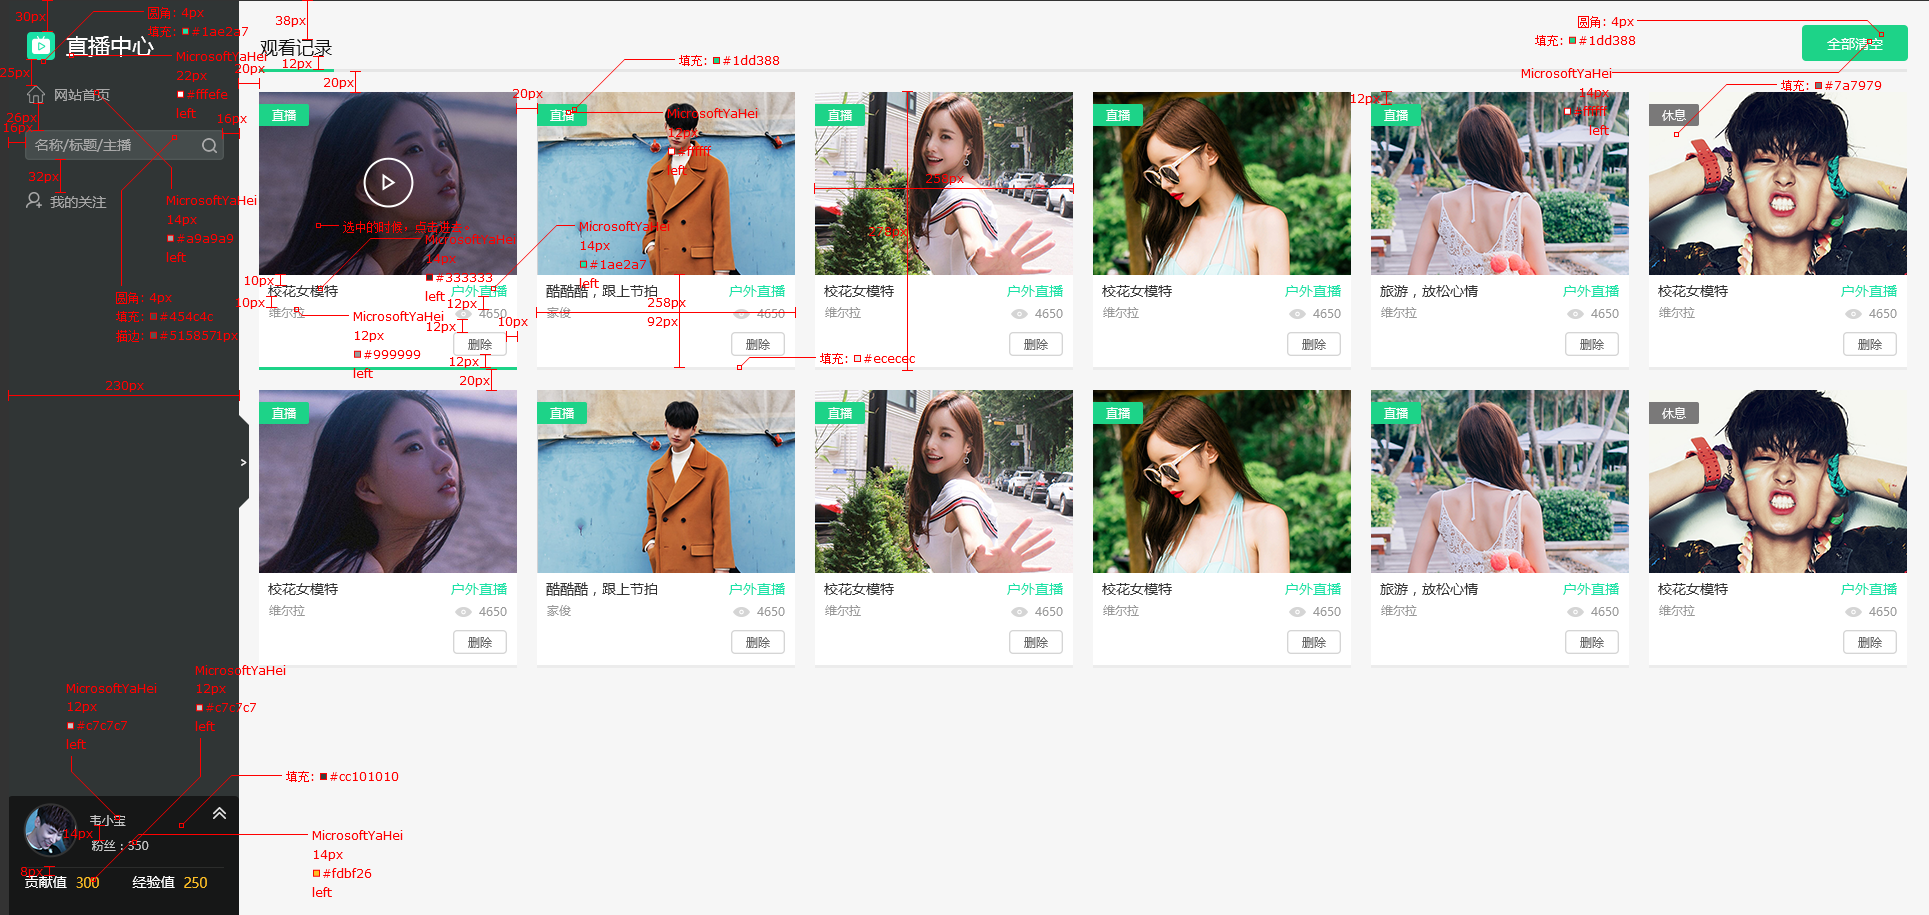 30px
圆角: 4px
填充: #1ae2a7
直播中心
MicrosoftYaHei
22px
#fffefe
left
25px
20px
网站首页
26px
16px
16px
名称/标题/主播
32px
我的关注
MicrosoftYaHei
14px
#a9a9a9
left
圆角: 4px
填充: #454c4c
描边: #5158571px
230px
38px
观看记录
12px
20px
填充: #1dd388
圆角: 4px
填充: #1dd388
全部清空
MicrosoftYaHei
14px
#ffffff
left
填充: #7a7979
20px
12px
直播
直播
直播
直播
直播
休息
MicrosoftYaHei
12px
#ffffff
left
258px
选中的时候，点击进去
MicrosoftYaHei
14px
#333333
left
MicrosoftYaHei
14px
#1ae2a7
left
10px
校花女模特
户外直播
酷酷酷，跟上节拍
户外直播
校花女模特
户外直播
校花女模特
户外直播
旅游，放松心情
户外直播
校花女模特
户外直播
10px
12px
258px
维尔拉
4650
家俊
4650
维尔拉
4650
维尔拉
4650
维尔拉
4650
维尔拉
4650
MicrosoftYaHei
12px
#999999
left
12px
10px
92px
删除
删除
删除
删除
删除
删除
12px
20px
填充: #ececec
直播
直播
直播
直播
直播
休息
校花女模特
户外直播
酷酷酷，跟上节拍
户外直播
校花女模特
户外直播
校花女模特
户外直播
旅游，放松心情
户外直播
校花女模特
户外直播
维尔拉
4650
家俊
4650
维尔拉
4650
维尔拉
4650
维尔拉
4650
维尔拉
4650
删除
删除
删除
删除
删除
删除
MicrosoftYaHei
12px
#c7c7c7
left
MicrosoftYaHei
12px
#c7c7c7
left
填充: #cc101010
韦小宝
14px
粉丝：350
8px
贡献值 300
经验值 250
MicrosoftYaHei
14px
#fdbf26
left